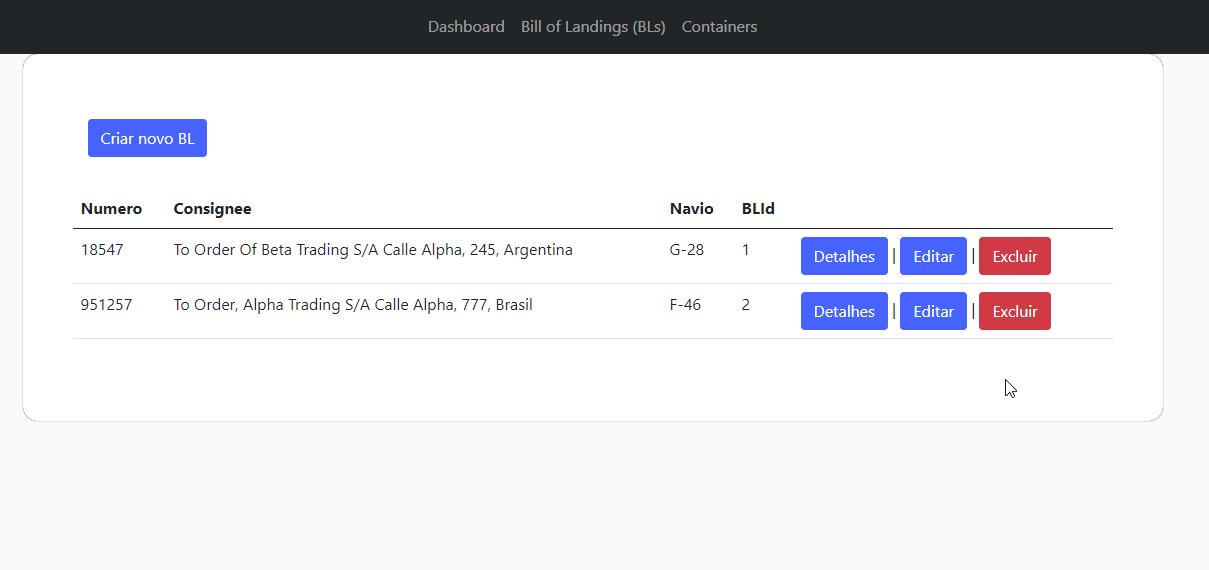 Dashboard Bill of Landings (BLs) Containers
Criar novo BL
Numero Consignee Navio BLId
18547 To Order Of Beta Trading S/A Calle Alpha, 245, Argentina G-28 1 Detalhes | Editar | Excluir
951257 To Order, Alpha Trading S/A Calle Alpha, 777, Brasil F-46 2 Detalhes | Editar | Excluir